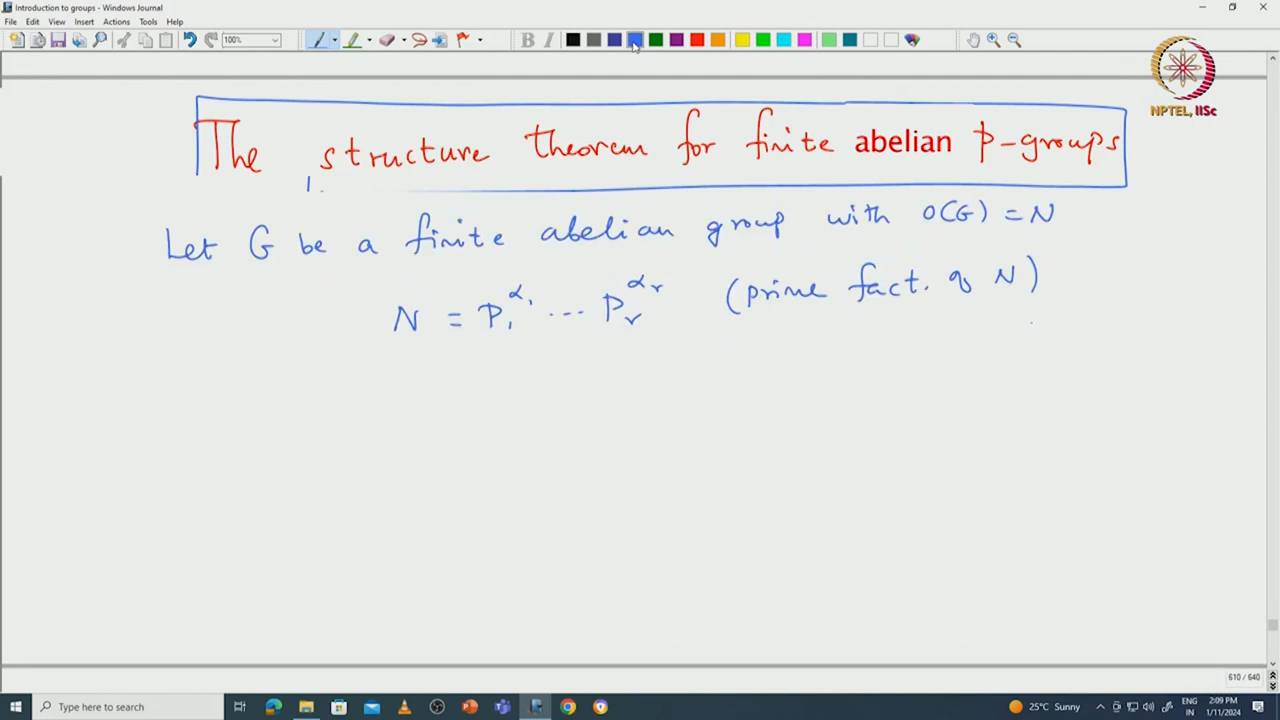 Introduction to groups - Windows Journal
File Edit View Insert Actions Tools Help
100%
B I
NPTEL, IISc
The structure theorem for finite abelian p-groups
Let G be a finite abelian group with o(G) = N
N = p₁^α₁ ... pᵣ^αᵣ (prime fact. of N)
610 / 640
Type here to search
25°C Sunny
ENG
IN
2:09 PM
1/11/2024